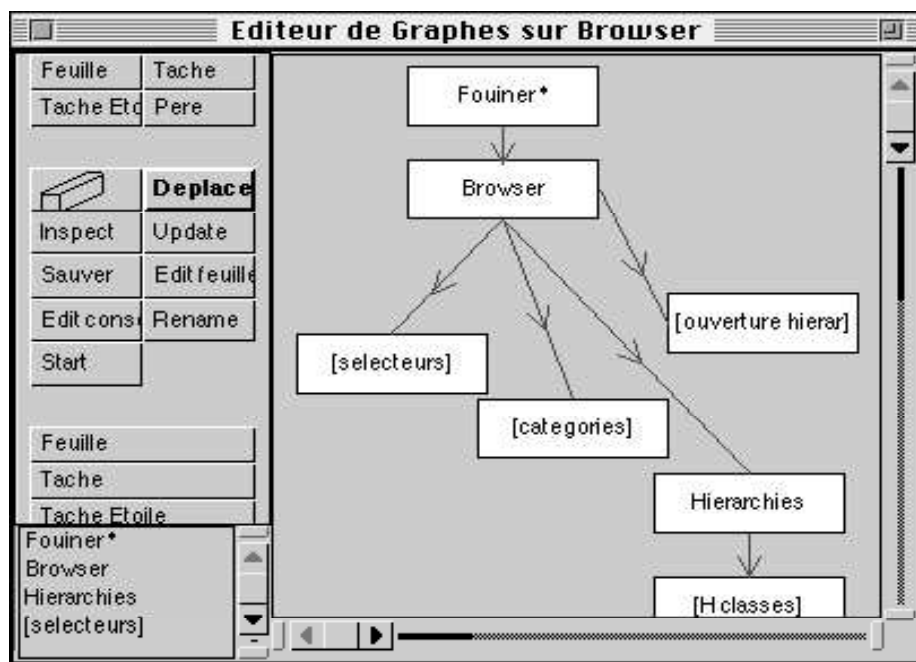 Editeur de Graphes sur Browser
Feuille Tache
Tache Etc Pere
Deplace
Inspect Update
Sauver Edit feuille
Edit cons Rename
Start
Feuille
Tache
Tache Etoile
Fouiner*
Browser
Hierarchies
[selecteurs]
Fouiner*
Browser
[ouverture hierar]
[selecteurs]
[categories]
Hierarchies
[H classes]